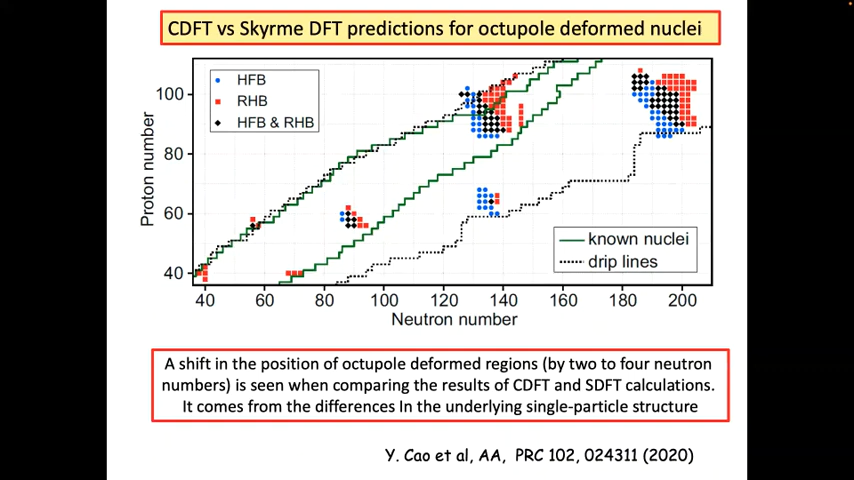 CDFT vs Skyrme DFT predictions for octupole deformed nuclei
HFB
RHB
HFB & RHB
100
80
60
40
Proton number
known nuclei
drip lines
40 60 80 100 120 140 160 180 200
Neutron number
A shift in the position of octupole deformed regions (by two to four neutron
numbers) is seen when comparing the results of CDFT and SDFT calculations.
It comes from the differences In the underlying single-particle structure
Y. Cao et al, AA, PRC 102, 024311 (2020)